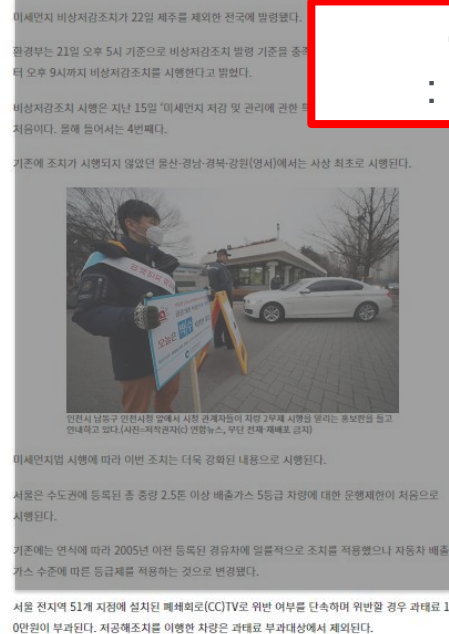 미세먼지 비상저감조치가 22일 제주를 제외한 전국에 발령됐다.
환경부는 21일 오후 5시 기준으로 비상저감조치 발령 기준을 충족
터 오후 9시까지 비상저감조치를 시행한다고 밝혔다.
비상저감조치 시행은 지난 15일 '미세먼지 저감 및 관리에 관한 특
처음이다. 올해 들어서는 4번째다.
기존에 조치가 시행되지 않았던 울산·경남·경북·강원(영서)에서는 사상 최초로 시행된다.
오늘은
인천시 남동구 인천시청 앞에서 시청 관계자들이 차량 2부제 시행을 알리는 홍보판을 들고
안내하고 있다.(사진=저작권자(c) 연합뉴스, 무단 전재-재배포 금지)
미세먼지법 시행에 따라 이번 조치는 더욱 강화된 내용으로 시행된다.
서울은 수도권에 등록된 총 중량 2.5톤 이상 배출가스 5등급 차량에 대한 운행제한이 처음으로
시행된다.
기존에는 연식에 따라 2005년 이전 등록된 경유차에 일률적으로 조치를 적용했으나 자동차 배출
가스 수준에 따른 등급제를 적용하는 것으로 변경됐다.
서울 전지역 51개 지점에 설치된 폐쇄회로(CC)TV로 위반 여부를 단속하며 위반할 경우 과태료 1
0만원이 부과된다. 저공해조치를 이행한 차량은 과태료 부과대상에서 제외된다.